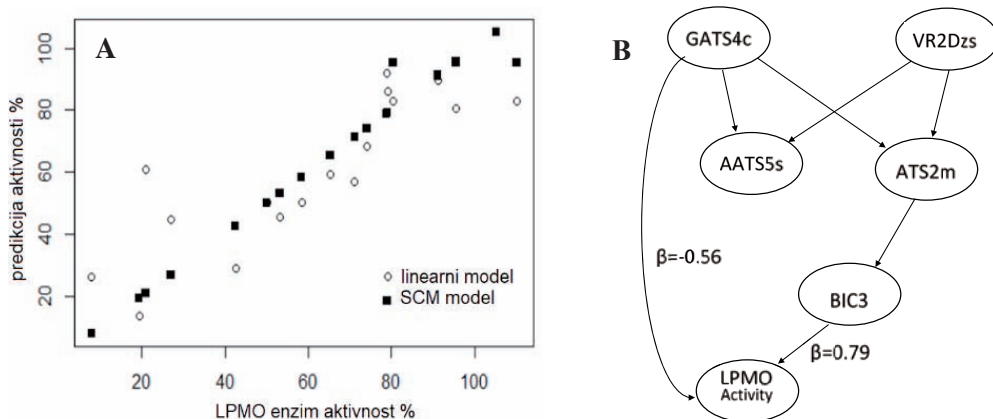 A
predikcija aktivnosti %
100
80
60
40
20
linearni model
SCM model
20
40
60
80
100
LPMO enzim aktivnost %
B
GATS4c
VR2Dzs
AATS5s
ATS2m
β=-0.56
BIC3
β=0.79
LPMO
Activity